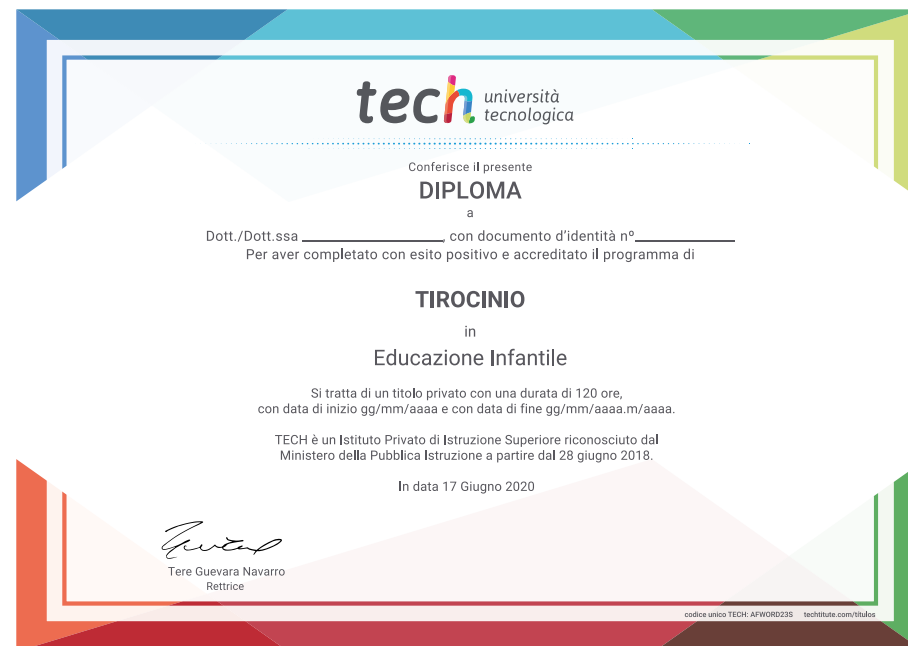 tech università
tecnologica
Conferisce il presente
DIPLOMA
a
Dott./Dott.ssa ____________________, con documento d'identità nº______________
Per aver completato con esito positivo e accreditato il programma di
TIROCINIO
in
Educazione Infantile
Si tratta di un titolo privato con una durata di 120 ore,
con data di inizio gg/mm/aaaa e con data di fine gg/mm/aaaa.m/aaaa.
TECH è un Istituto Privato di Istruzione Superiore riconosciuto dal
Ministero della Pubblica Istruzione a partire dal 28 giugno 2018.
In data 17 Giugno 2020
Tere Guevara Navarro
Rettrice
codice unico TECH: AFWORD23S techtitute.com/titulos